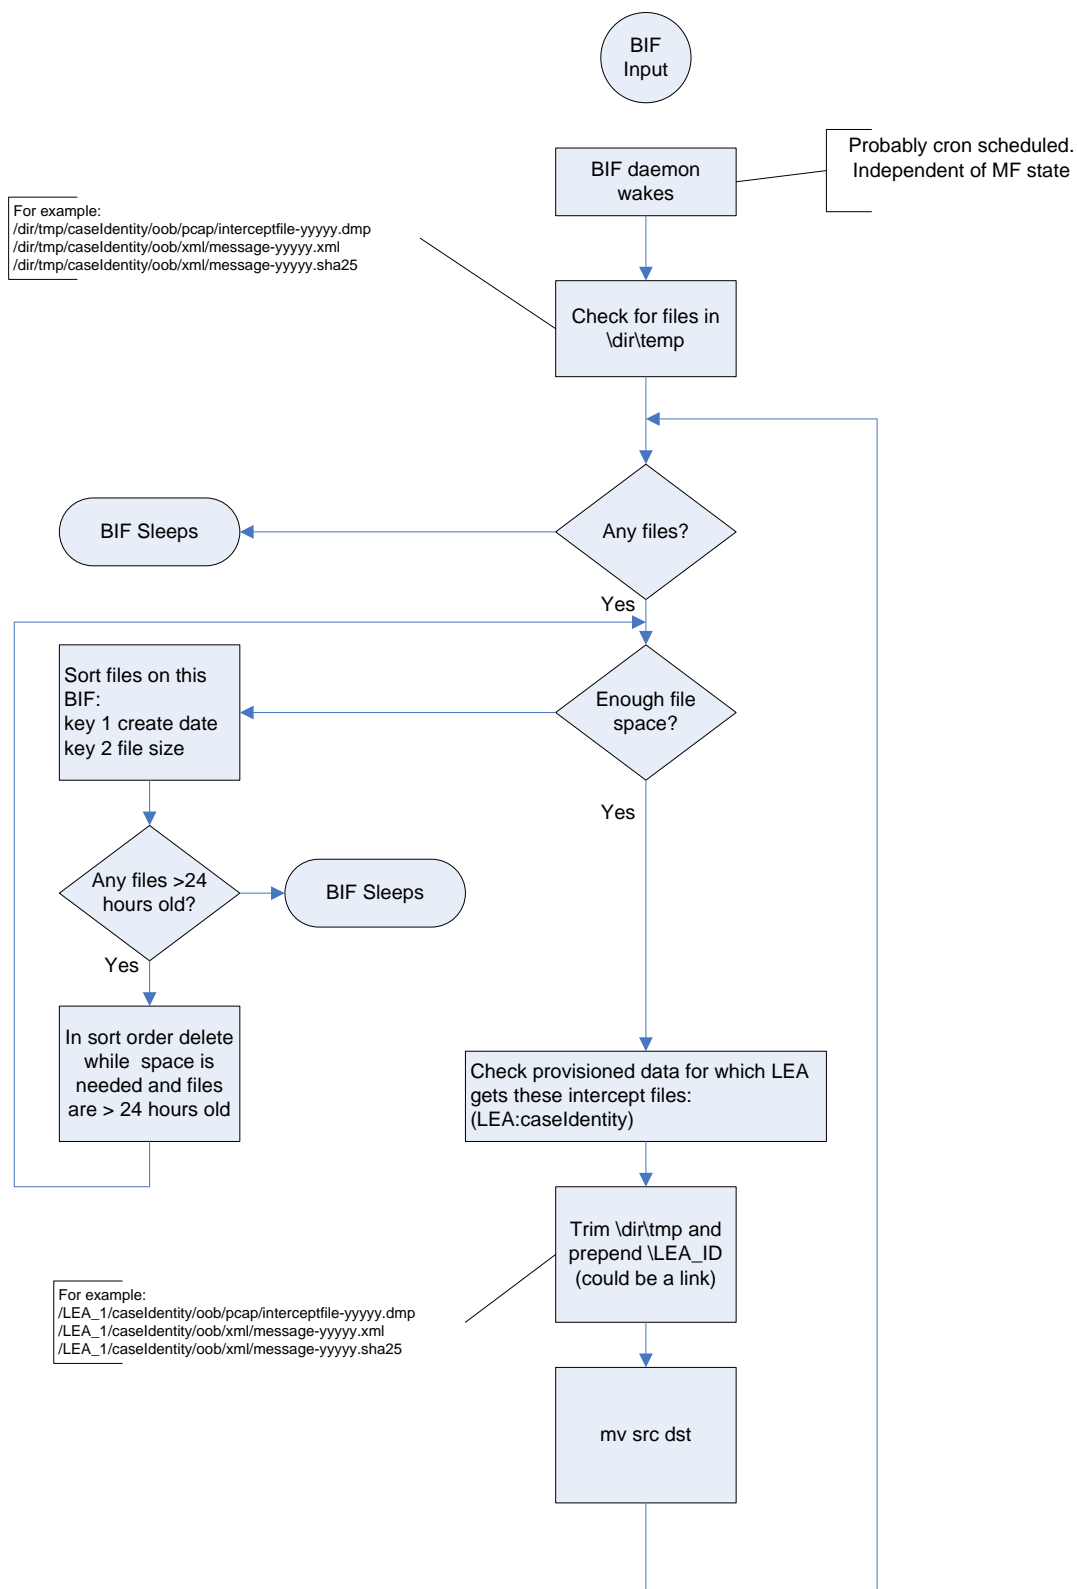 BIF
Input
BIF daemon
wakes
Probably cron scheduled.
Independent of MF state
For example:
/dir/tmp/caseIdentity/oob/pcap/interceptfile-yyyyy.dmp
/dir/tmp/caseIdentity/oob/xml/message-yyyyy.xml
/dir/tmp/caseIdentity/oob/xml/message-yyyyy.sha25
Check for files in
\dir\temp
Any files?
BIF Sleeps
Yes
Enough file
space?
Sort files on this
BIF:
key 1 create date
key 2 file size
Yes
Any files >24
hours old?
BIF Sleeps
Yes
In sort order delete
while space is
needed and files
are > 24 hours old
Check provisioned data for which LEA
gets these intercept files:
(LEA:caseIdentity)
Trim \dir\tmp and
prepend \LEA_ID
(could be a link)
For example:
/LEA_1/caseIdentity/oob/pcap/interceptfile-yyyyy.dmp
/LEA_1/caseIdentity/oob/xml/message-yyyyy.xml
/LEA_1/caseIdentity/oob/xml/message-yyyyy.sha25
mv src dst